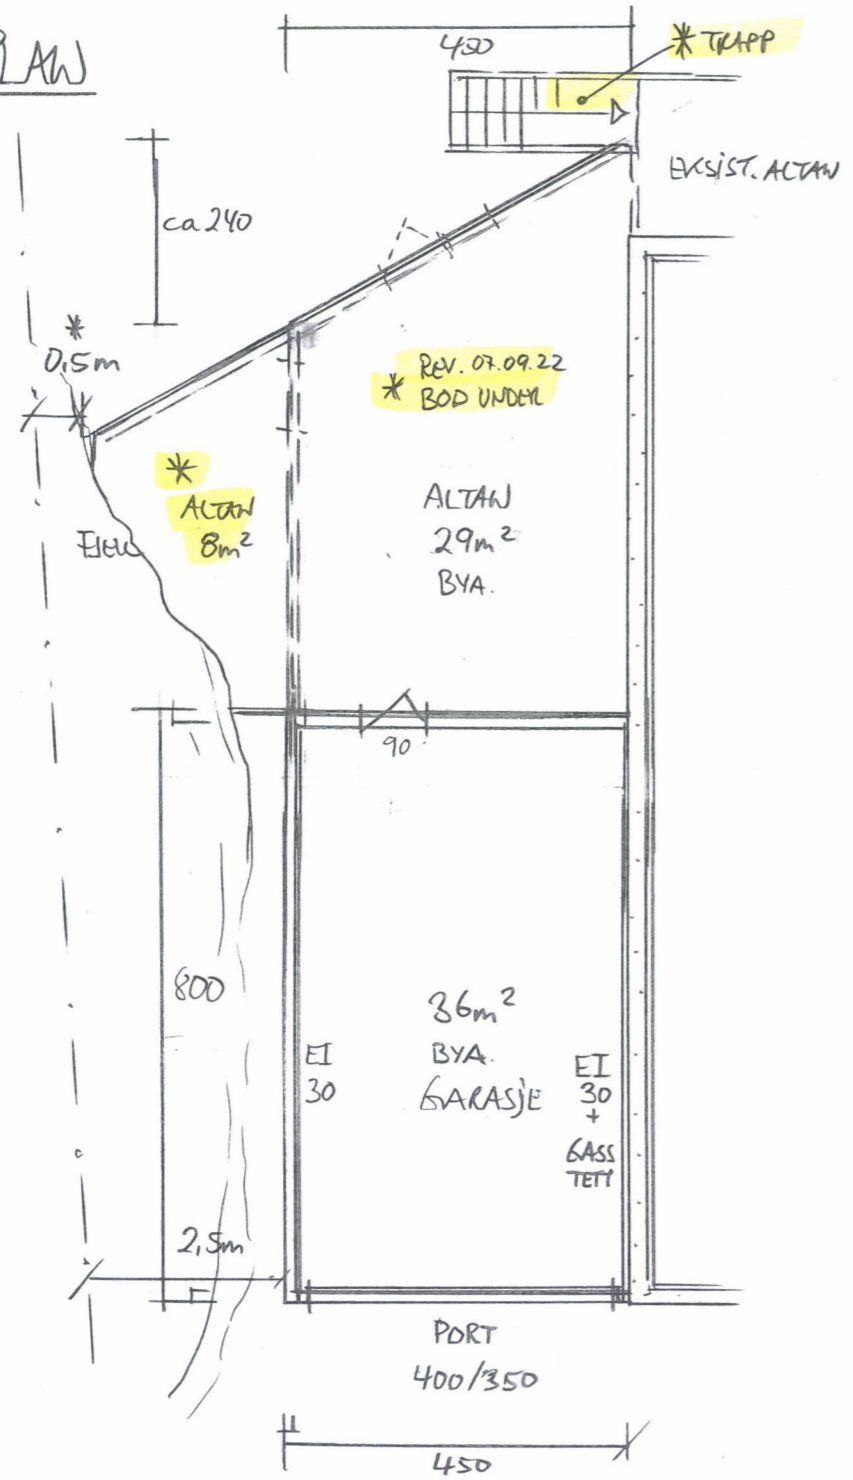 PLAN
450
* TRAPP
EKSIST. ALTAN
ca 240
*
0,5m
REV. 07.09.22
* BOD UNDER
*
ALTAN
8m²
FJELL
ALTAN
29m²
BYA.
90
800
36m²
BYA.
GARASJE
EI
30
EI
30
+
GASS
TETT
2,5m
PORT
400/350
450